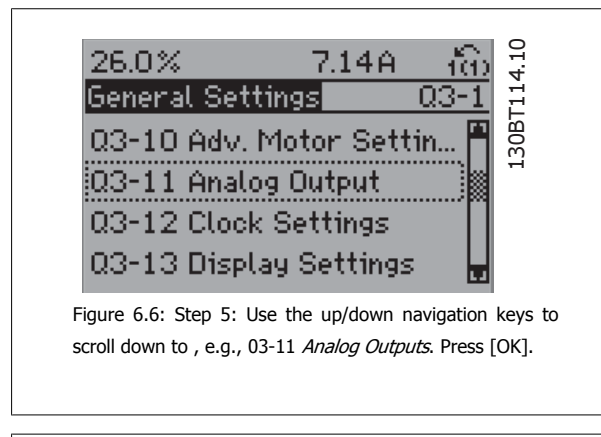 26.0% 7.14A 1(1)
General Settings Q3-1
Q3-10 Adv. Motor Settin...
Q3-11 Analog Output
Q3-12 Clock Settings
Q3-13 Display Settings
130BT114.10
Figure 6.6: Step 5: Use the up/down navigation keys to
scroll down to , e.g., 03-11 Analog Outputs. Press [OK].